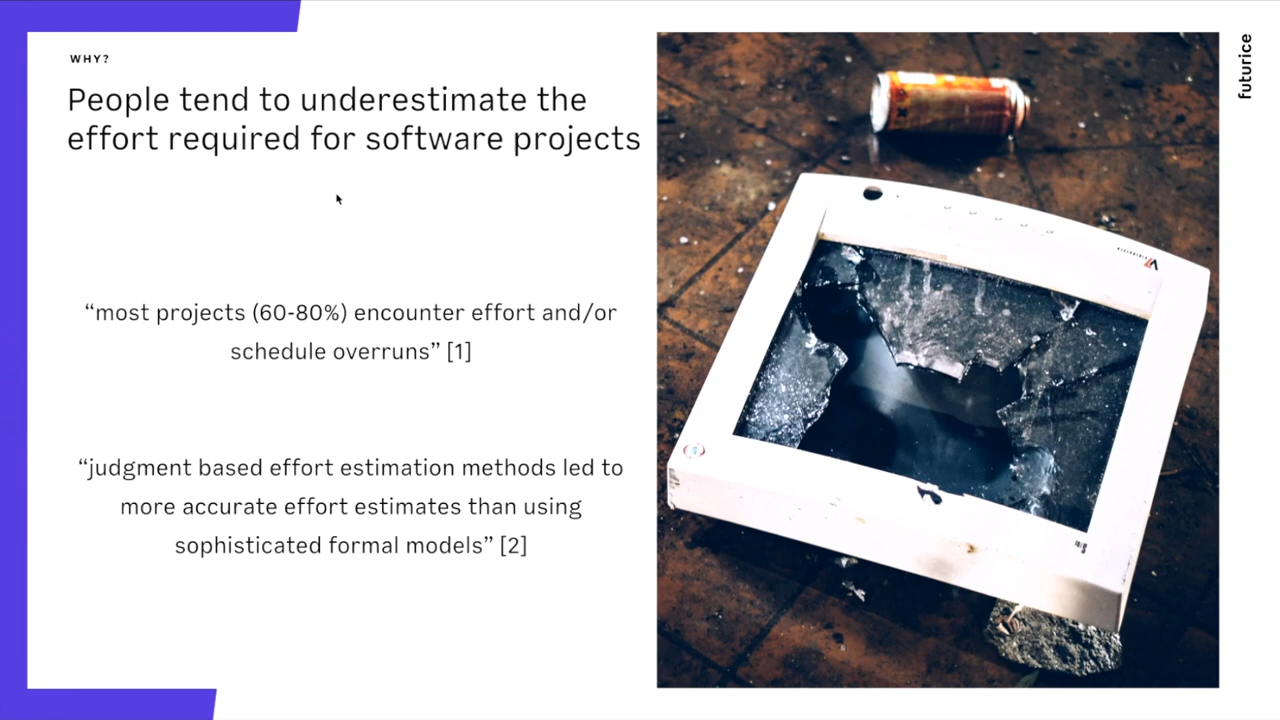 WHY?
People tend to underestimate the
effort required for software projects
“most projects (60-80%) encounter effort and/or
schedule overruns” [1]
“judgment based effort estimation methods led to
more accurate effort estimates than using
sophisticated formal models” [2]
futurice